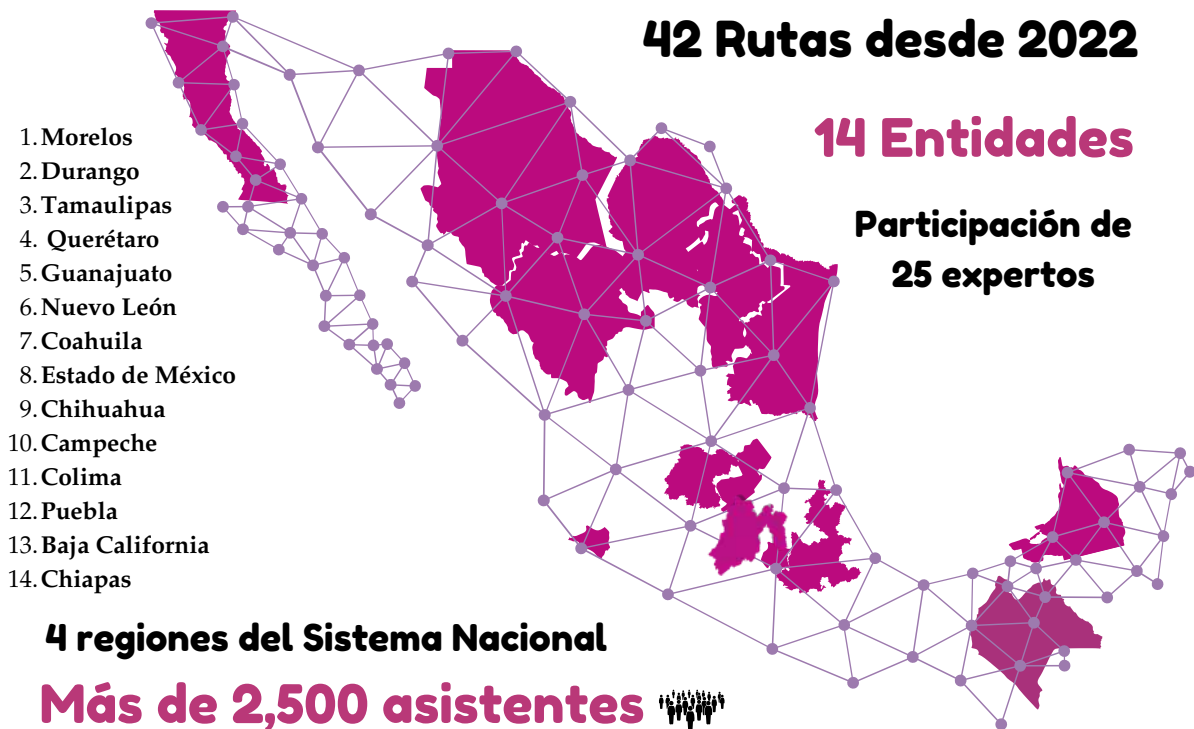 42 Rutas desde 2022
14 Entidades
Participación de
25 expertos
1. Morelos
2. Durango
3. Tamaulipas
4. Querétaro
5. Guanajuato
6. Nuevo León
7. Coahuila
8. Estado de México
9. Chihuahua
10. Campeche
11. Colima
12. Puebla
13. Baja California
14. Chiapas
4 regiones del Sistema Nacional
Más de 2,500 asistentes